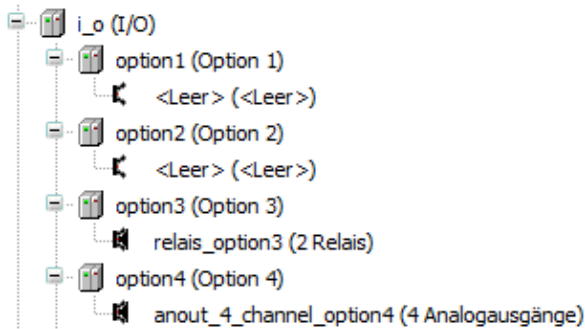 i_o (I/O)
option1 (Option 1)
<Leer> (<Leer>)
option2 (Option 2)
<Leer> (<Leer>)
option3 (Option 3)
relais_option3 (2 Relais)
option4 (Option 4)
anout_4_channel_option4 (4 Analogausgänge)